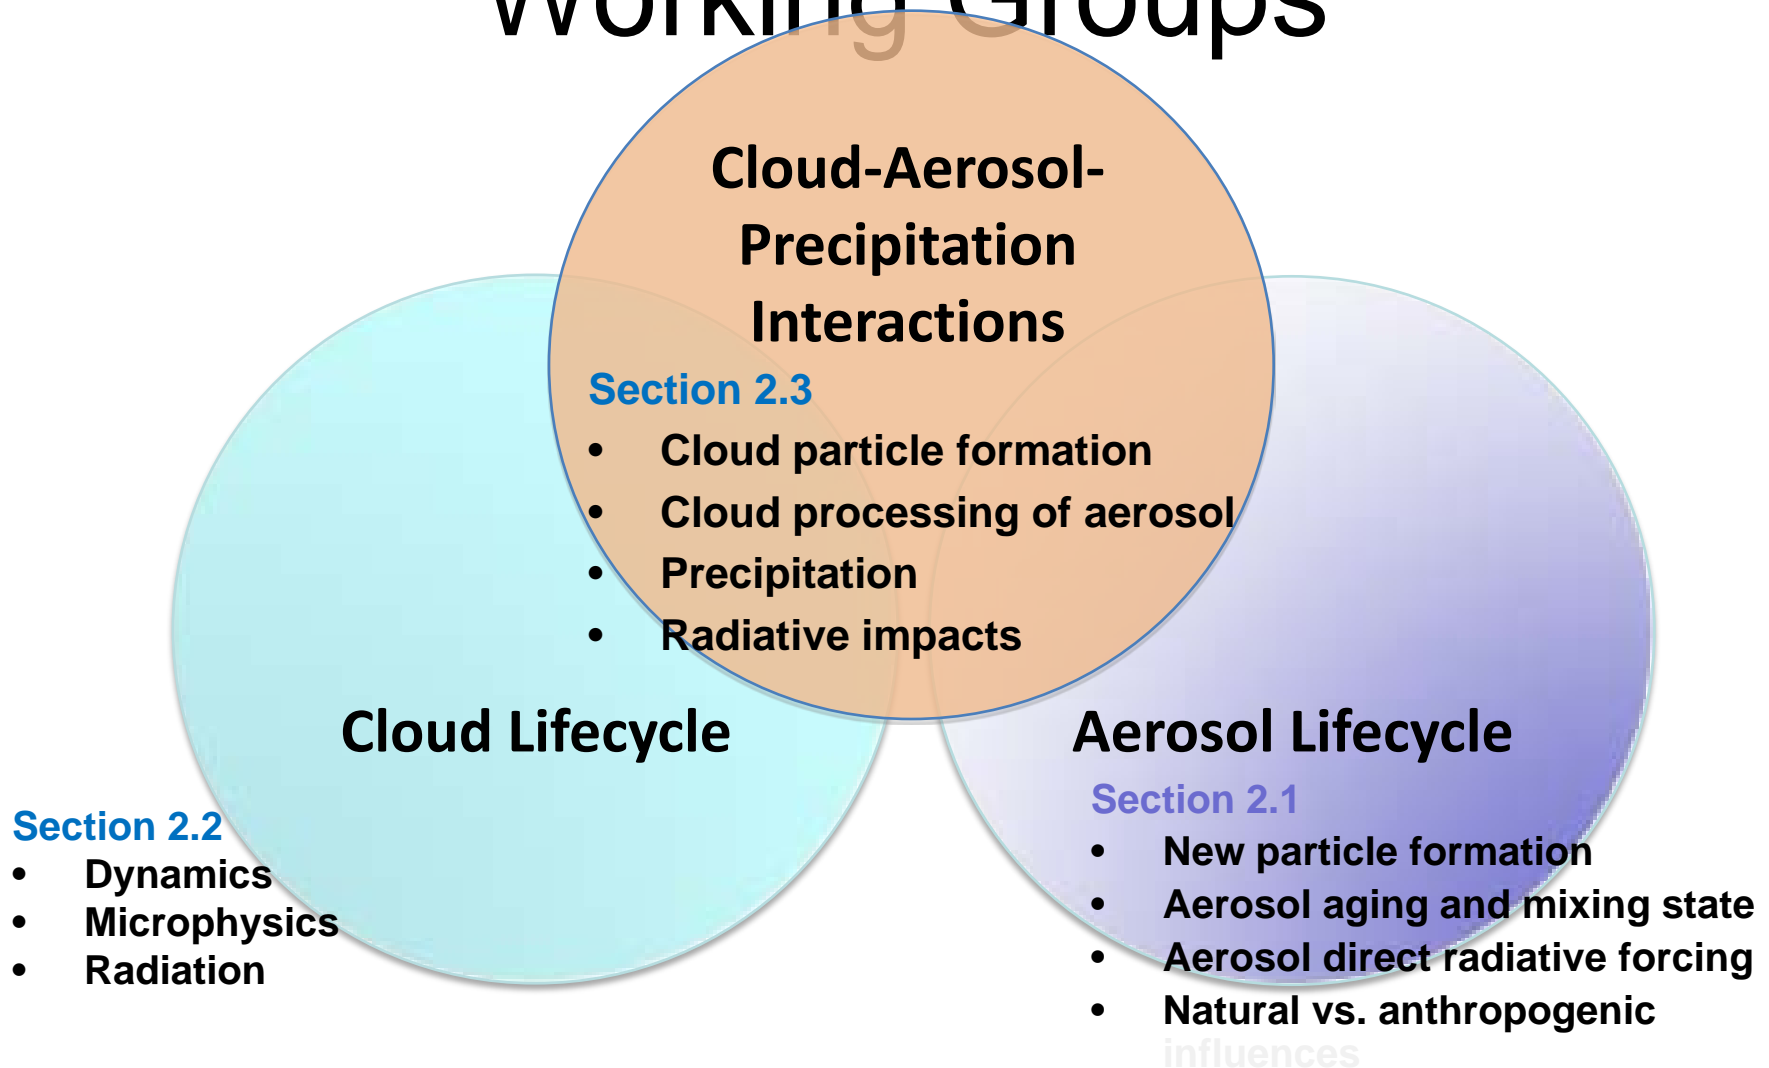 Working Groups
Cloud-Aerosol-
Precipitation
Interactions
Section 2.3
• Cloud particle formation
• Cloud processing of aerosol
• Precipitation
• Radiative impacts
Cloud Lifecycle
Section 2.2
• Dynamics
• Microphysics
• Radiation
Aerosol Lifecycle
Section 2.1
• New particle formation
• Aerosol aging and mixing state
• Aerosol direct radiative forcing
• Natural vs. anthropogenic
influences